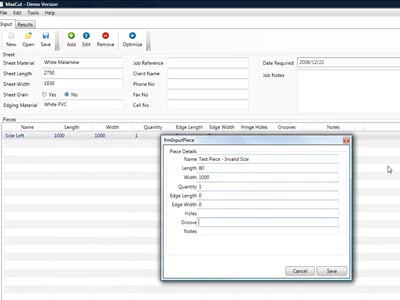 MaxCut - Demo Version
File Edit Tools Help
Input Results
New Open Save Add Edit Remove Optimize
Sheet
Sheet Material White Melamine Job Reference Date Required 2008/12/22
Sheet Length 2750 Client Name Job Notes
Sheet Width 1830 Phone No
Sheet Grain Yes No Fax No
Edging Material White PVC Cell No
Pieces
Name Length Width Quantity Edge Length Edge Width Hinge Holes Grooves Notes
Side Left 1000 1000 1
frmInputPiece
Piece Details
Name Test Piece - Invalid Size
Length 80
Width 1000
Quantity 1
Edge Length 0
Edge Width 0
Holes
Groove
Notes
Cancel Save